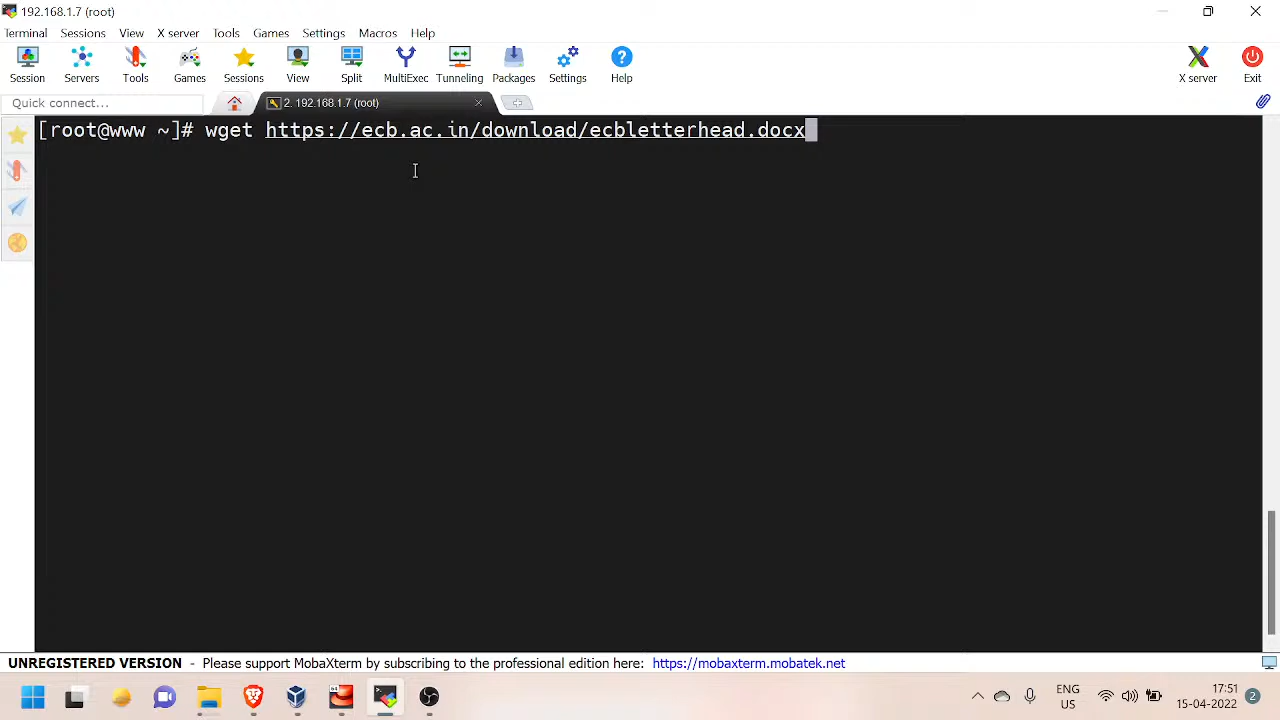 192.168.1.7 (root)
Terminal Sessions View X server Tools Games Settings Macros Help
Session Servers Tools Games Sessions View Split MultiExec Tunneling Packages Settings Help X server Exit
Quick connect... 2. 192.168.1.7 (root)
[root@www ~]# wget https://ecb.ac.in/download/ecbletterhead.docx
UNREGISTERED VERSION - Please support MobaXterm by subscribing to the professional edition here: https://mobaxterm.mobatek.net
ENG 17:51
US 15-04-2022 2